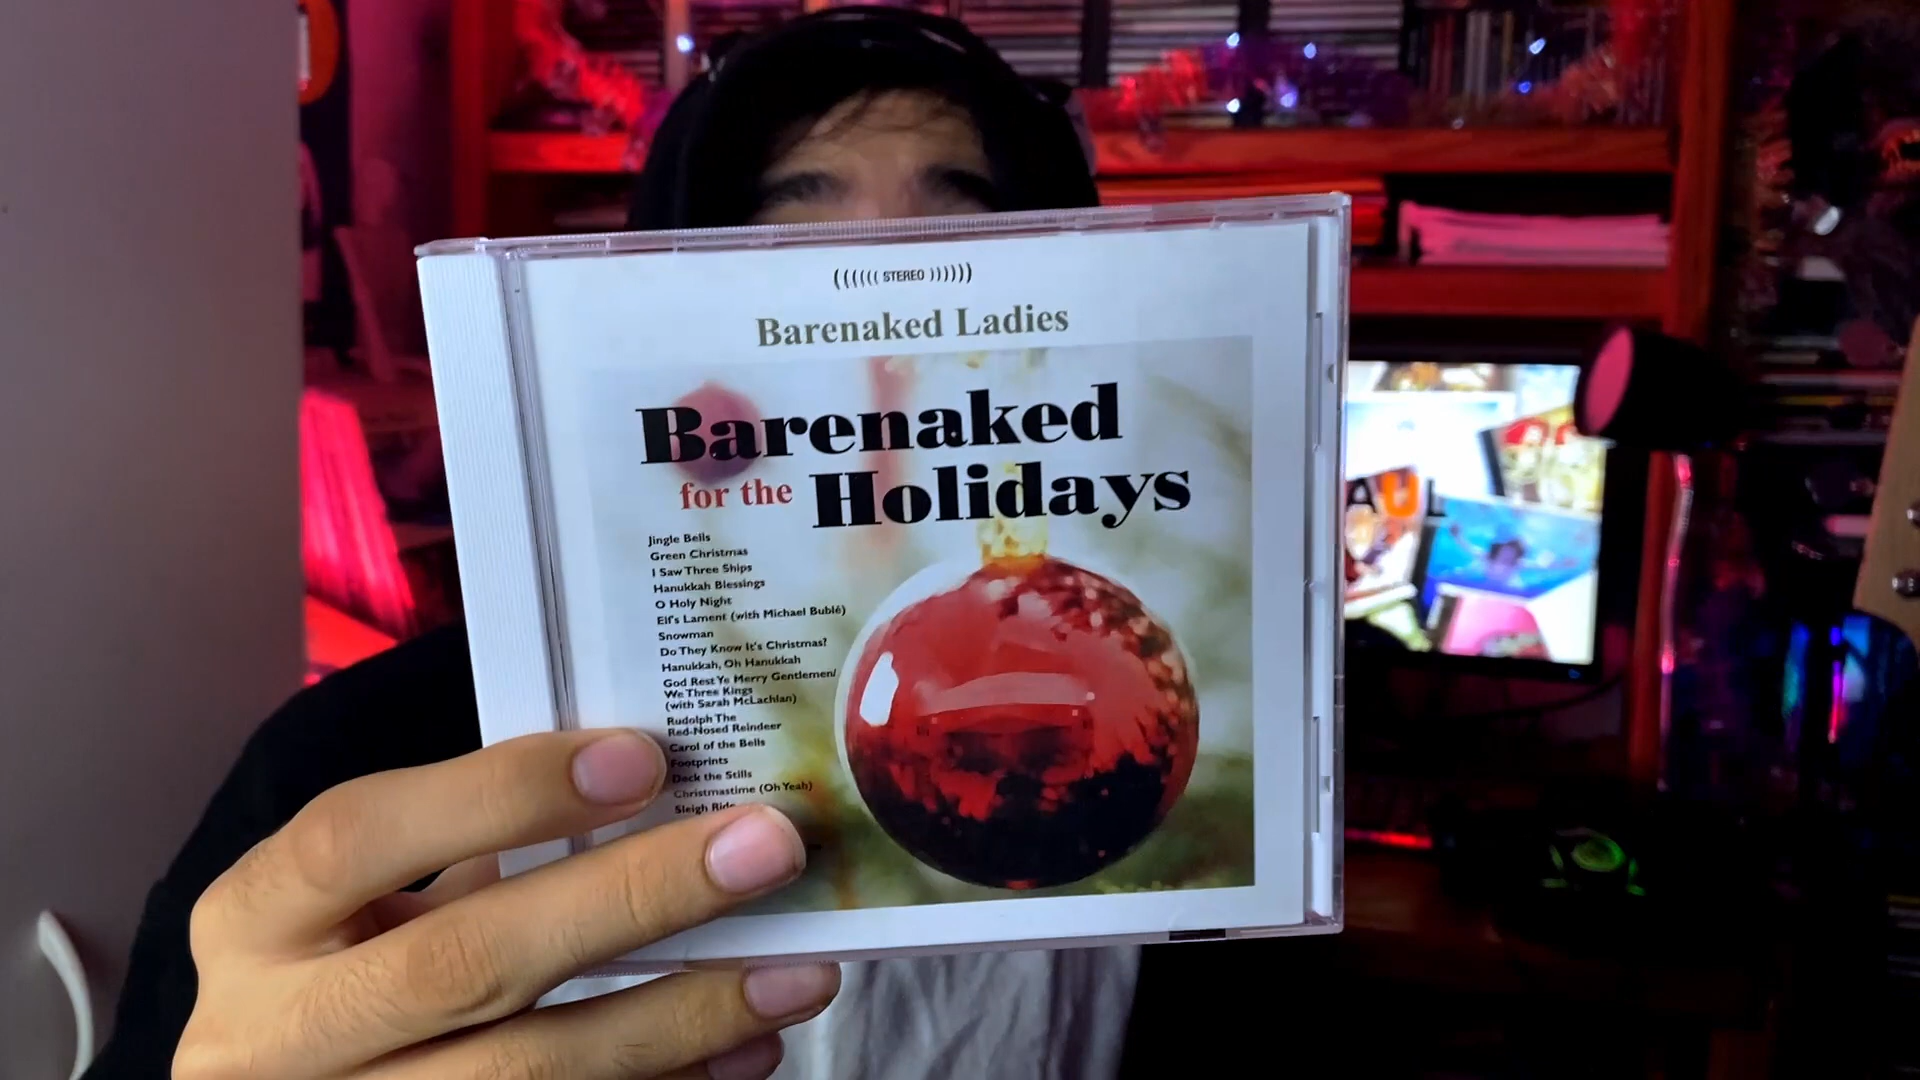 (((((( STEREO ))))))
Barenaked Ladies
Barenaked
for the Holidays
Jingle Bells
Green Christmas
I Saw Three Ships
Hanukkah Blessings
O Holy Night
Elf's Lament (with Michael Bublé)
Snowman
Do They Know It's Christmas?
Hanukkah, Oh Hanukkah
God Rest Ye Merry Gentlemen/
We Three Kings
(with Sarah McLachlan)
Rudolph The
Red-Nosed Reindeer
Carol of the Bells
Footprints
Deck the Stills
Christmastime (Oh Yeah)
Sleigh Ride
AUL